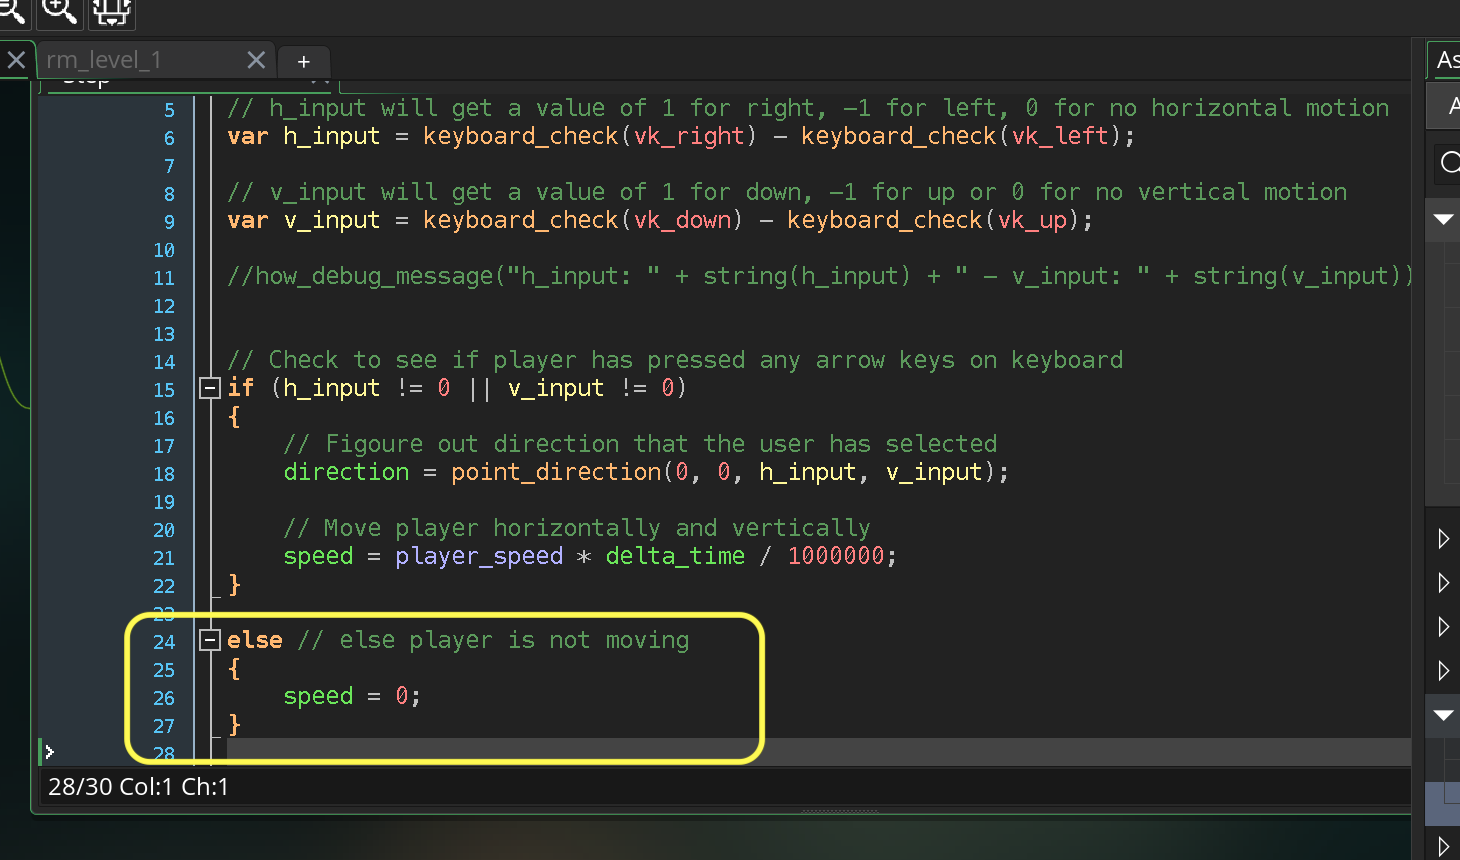 rm_level_1
+
As
Step
A
5 // h_input will get a value of 1 for right, –1 for left, 0 for no horizontal motion
6 var h_input = keyboard_check(vk_right) – keyboard_check(vk_left);
7
8 // v_input will get a value of 1 for down, –1 for up or 0 for no vertical motion
9 var v_input = keyboard_check(vk_down) – keyboard_check(vk_up);
10
11 //how_debug_message("h_input: " + string(h_input) + " – v_input: " + string(v_input))
12
13
14 // Check to see if player has pressed any arrow keys on keyboard
15 if (h_input != 0 || v_input != 0)
16 {
17 // Figoure out direction that the user has selected
18 direction = point_direction(0, 0, h_input, v_input);
19
20 // Move player horizontally and vertically
21 speed = player_speed * delta_time / 1000000;
22 }
23
24 else // else player is not moving
25 {
26 speed = 0;
27 }
28
28/30 Col:1 Ch:1